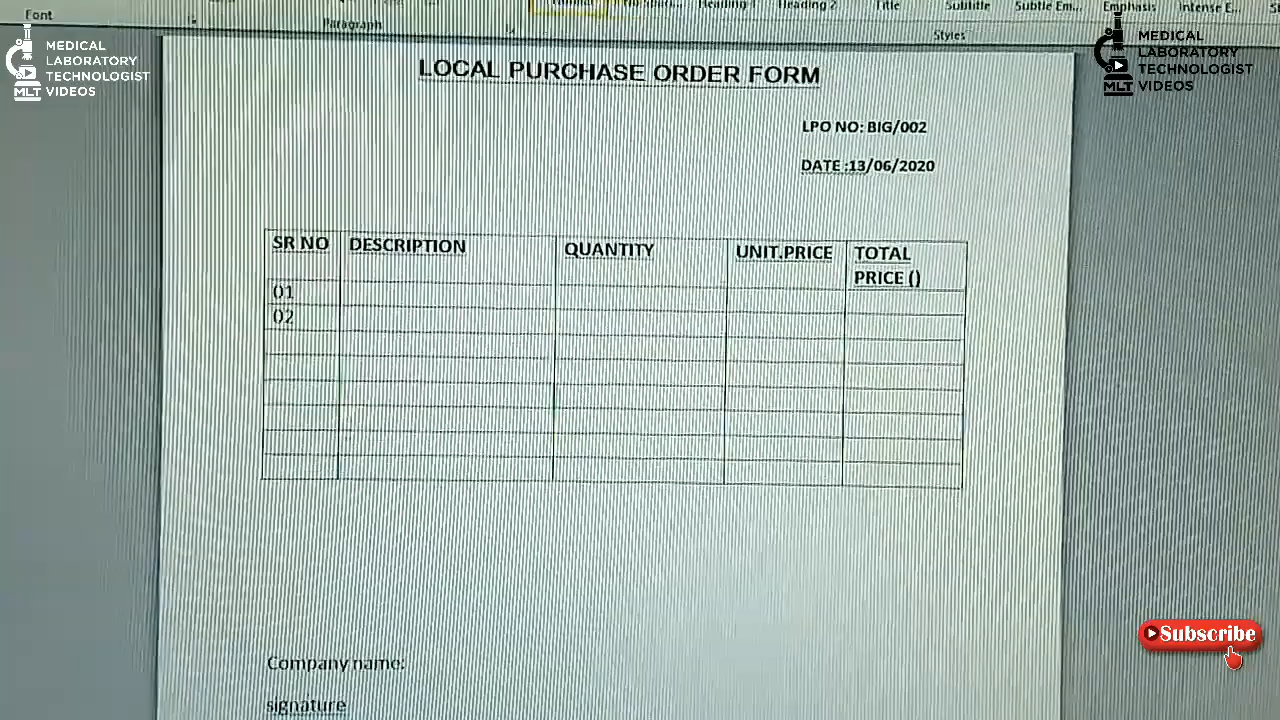 Font
Paragraph
Heading 1
Heading 2
Title
Subtitle
Subtle Em...
Emphasis
Intense E...
Styles
MEDICAL
LABORATORY
TECHNOLOGIST
MLT VIDEOS
MEDICAL
LABORATORY
TECHNOLOGIST
MLT VIDEOS
LOCAL PURCHASE ORDER FORM
LPO NO: BIG/002
DATE :13/06/2020
SR NO DESCRIPTION QUANTITY UNIT.PRICE TOTAL
PRICE ()
01
02
Company name:
signature
Subscribe